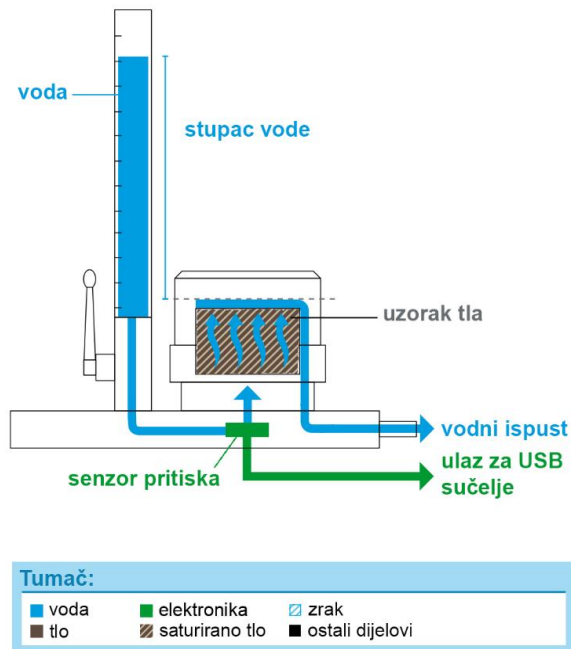 voda
stupac vode
uzorak tla
vodni ispust
senzor pritiska
ulaz za USB
sučelje
Tumač:
voda
elektronika
zrak
tlo
saturirano tlo
ostali dijelovi